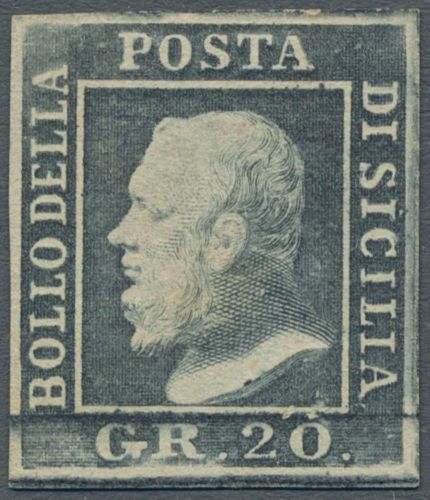 BOLLO DELLA
POSTA
DI SICILIA
GR. 20.